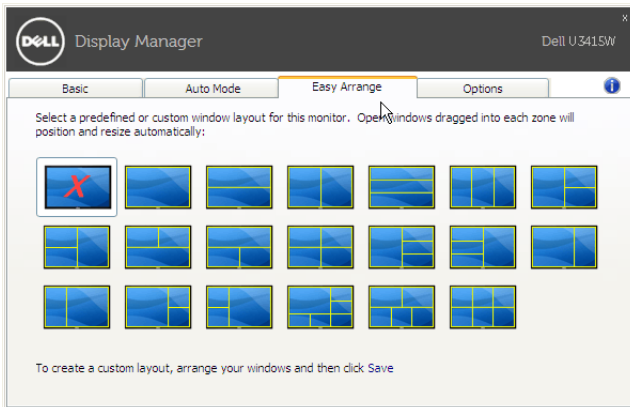 DELL Display Manager
x
Dell U3415W
Basic Auto Mode Easy Arrange Options i
Select a predefined or custom window layout for this monitor. Open windows dragged into each zone will
position and resize automatically:
To create a custom layout, arrange your windows and then click Save